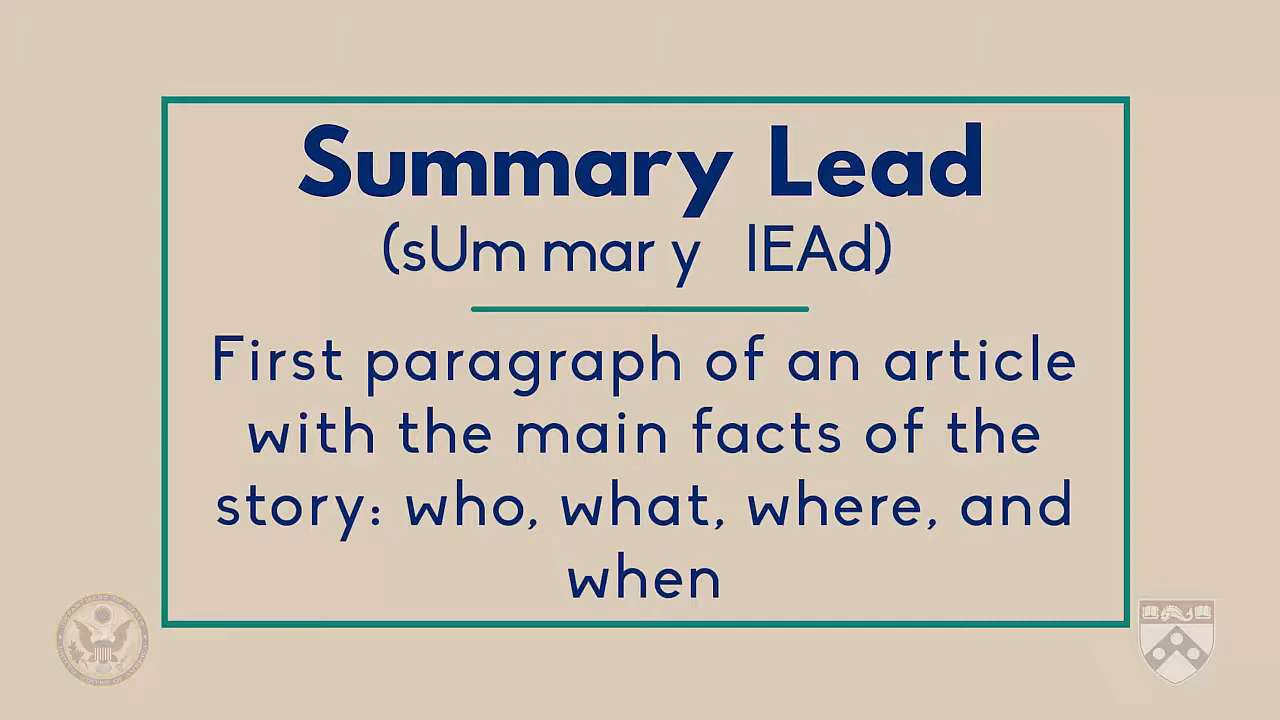 Summary Lead
(sUm mar y lEAd)
First paragraph of an article
with the main facts of the
story: who, what, where, and
when